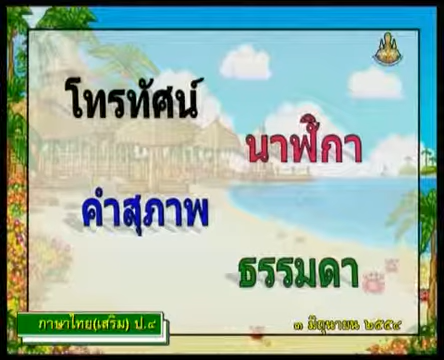 โทรทัศน์
นาฬิกา
คำสุภาพ
ธรรมดา
ภาษาไทย(เสริม) ป.๔
๓ มิถุนายน ๒๕๕๔